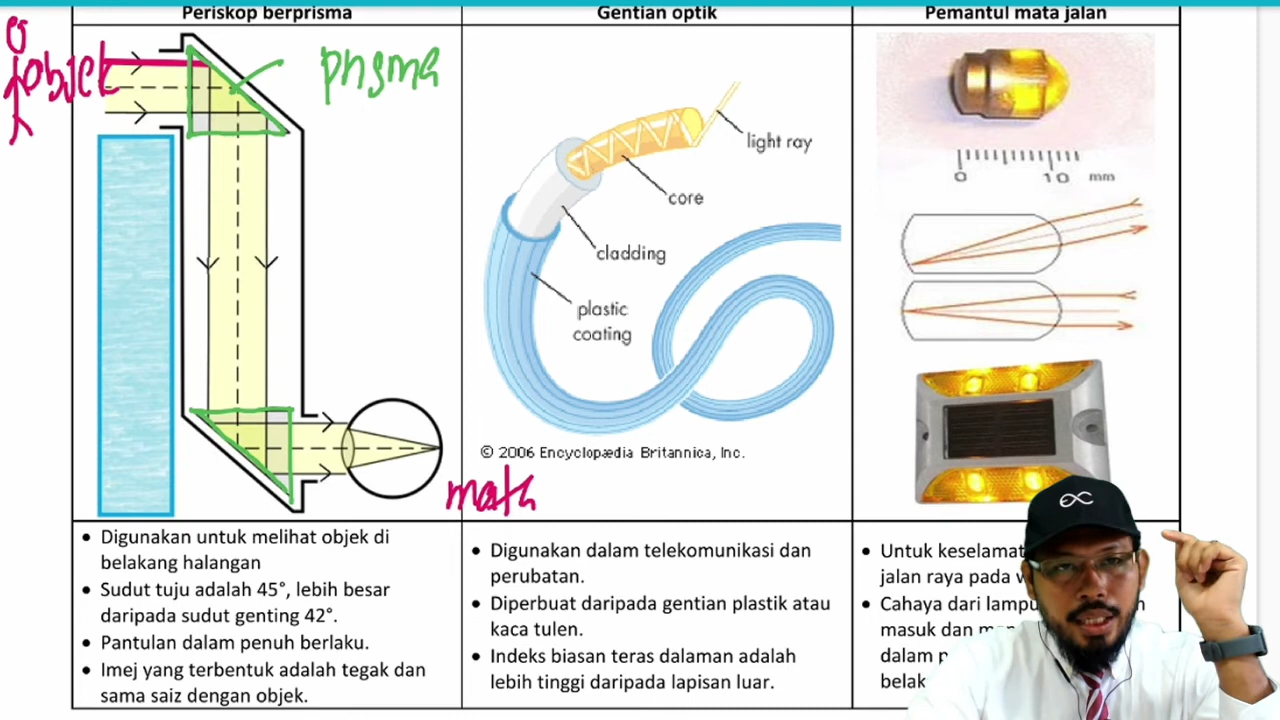 Periskop berprisma
Gentian optik
Pemantul mata jalan
objek
prisma
light ray
core
cladding
plastic
coating
0 10 mm
© 2006 Encyclopædia Britannica, Inc.
mata
• Digunakan untuk melihat objek di
belakang halangan
• Sudut tuju adalah 45°, lebih besar
daripada sudut genting 42°.
• Pantulan dalam penuh berlaku.
• Imej yang terbentuk adalah tegak dan
sama saiz dengan objek.
• Digunakan dalam telekomunikasi dan
perubatan.
• Diperbuat daripada gentian plastik atau
kaca tulen.
• Indeks biasan teras dalaman adalah
lebih tinggi daripada lapisan luar.
• Untuk
jalan raya pada
• Cahaya dari
masuk dan
dalam